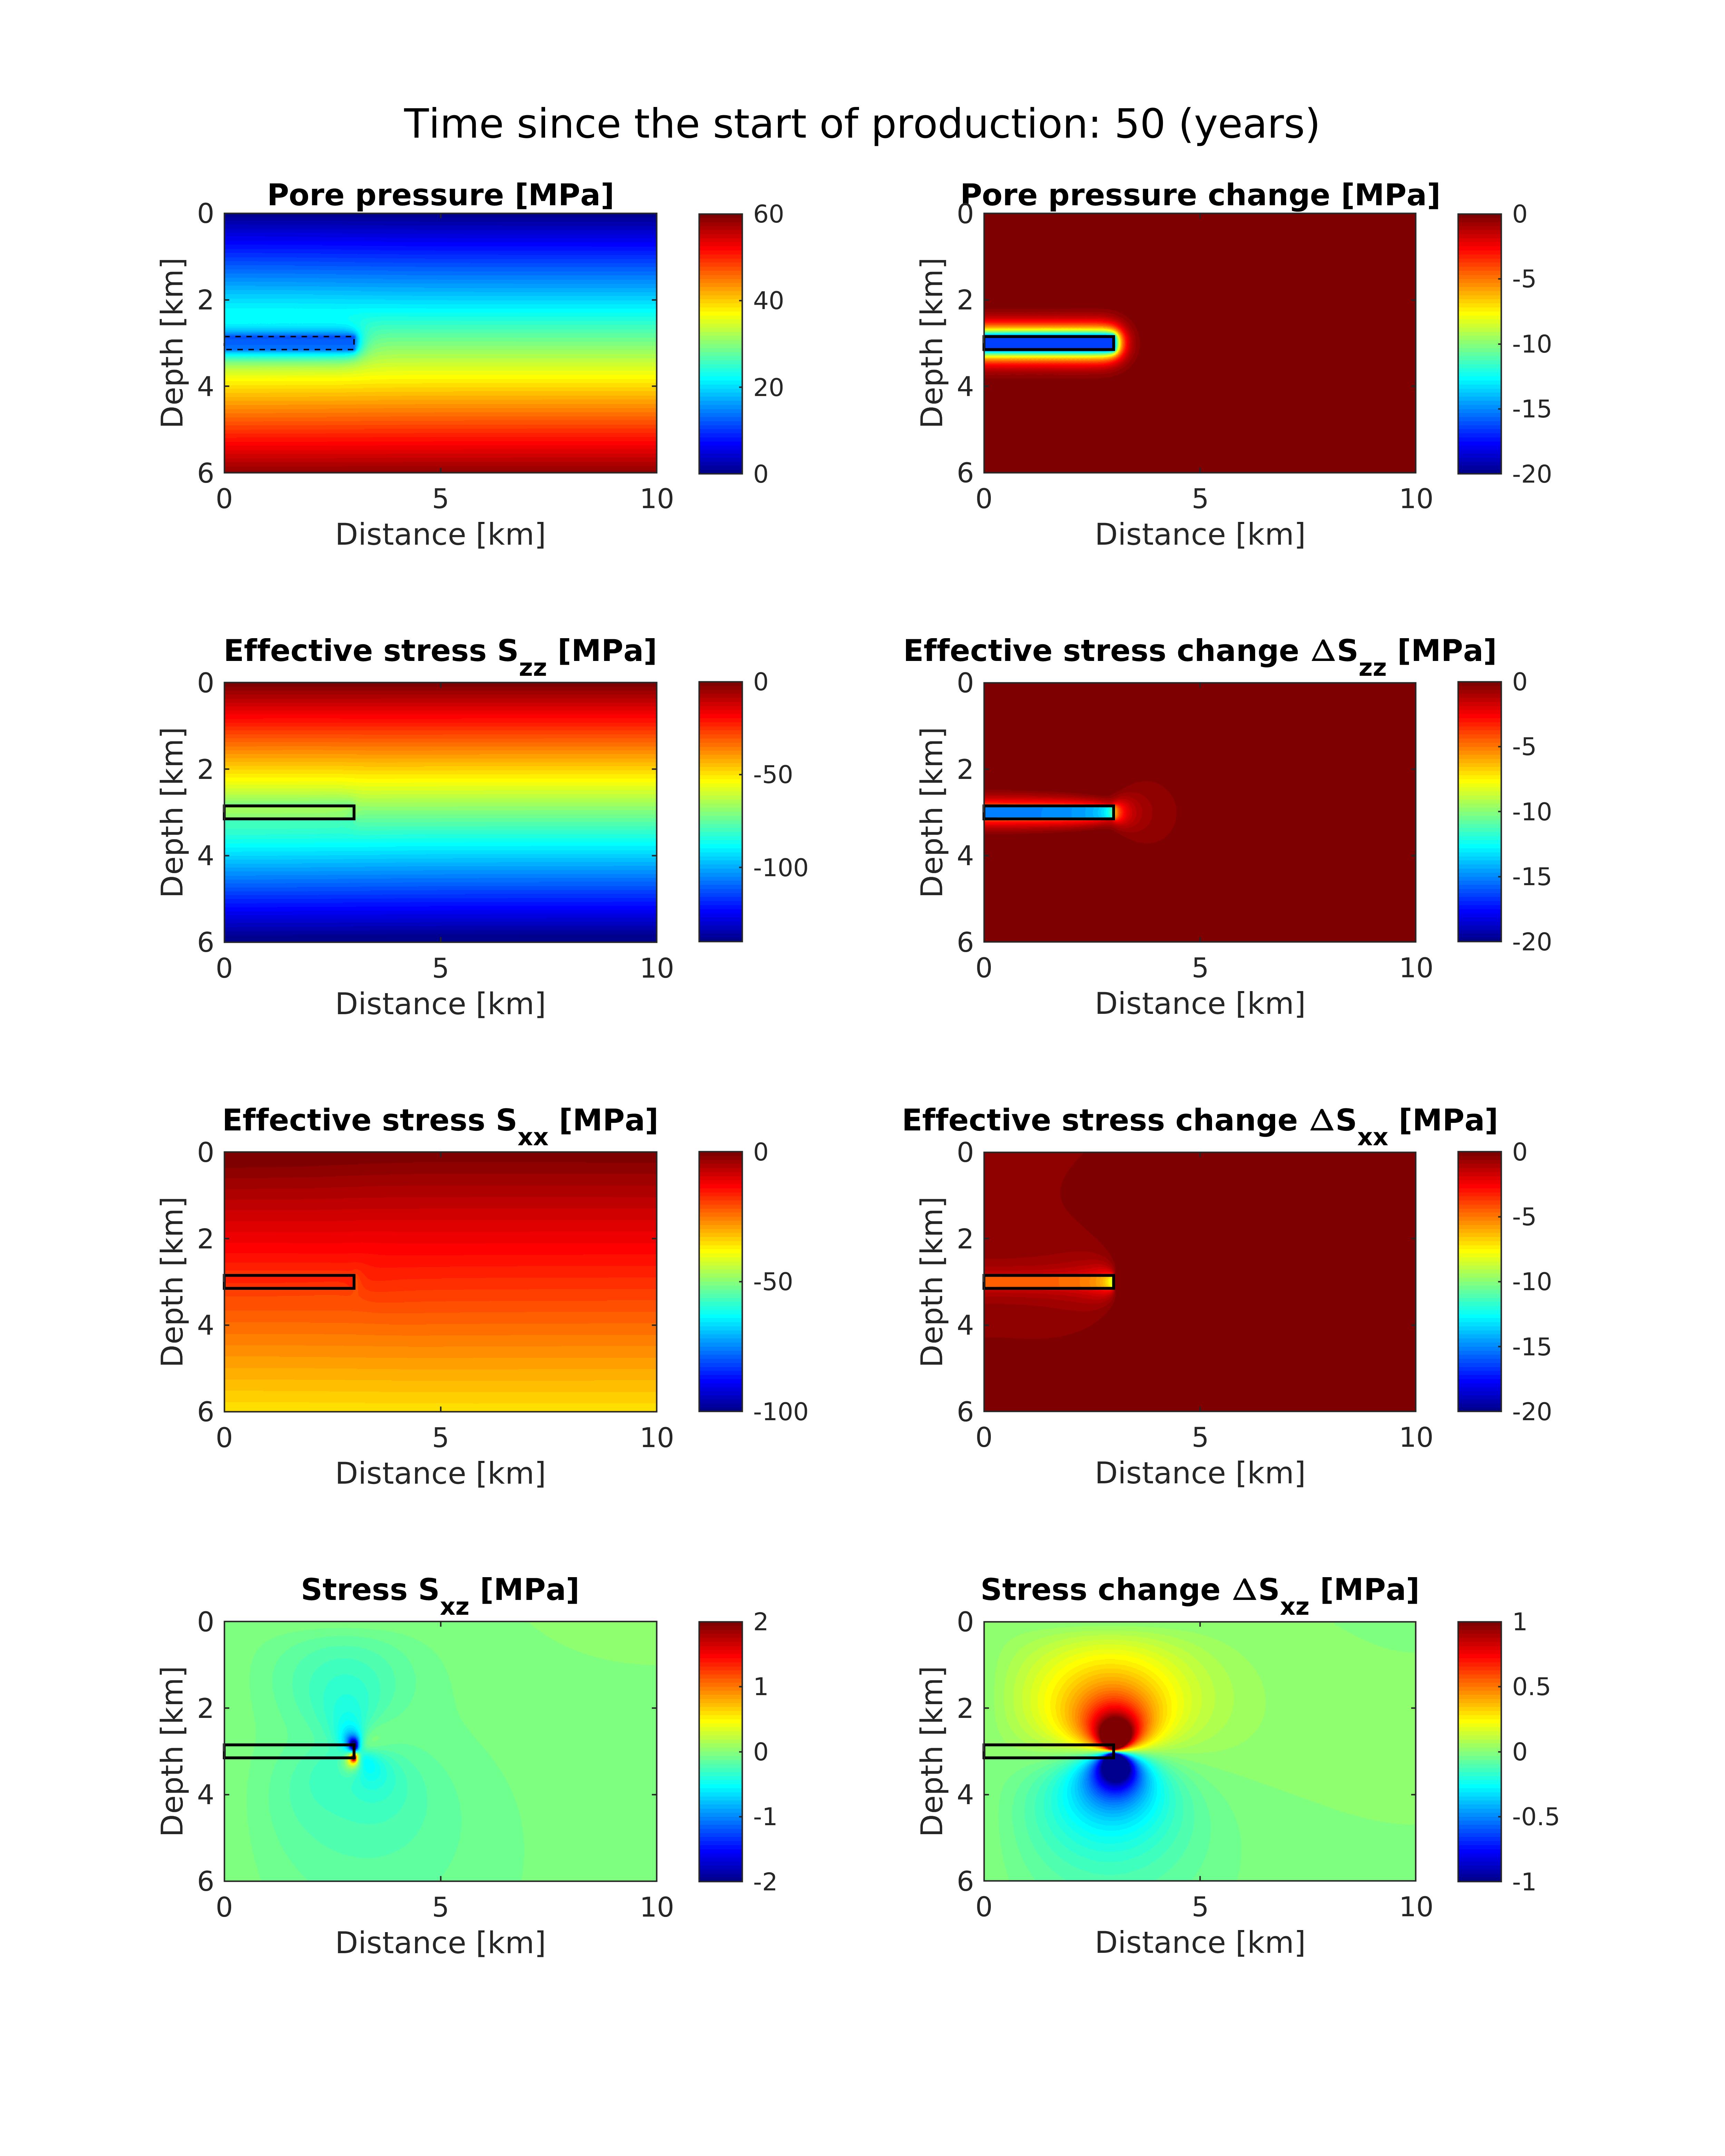 Time since the start of production: 50 (years)
Pore pressure [MPa]
0
2
4
6
Depth [km]
0 5 10
Distance [km]
60
40
20
0
Pore pressure change [MPa]
0
2
4
6
Depth [km]
0 5 10
Distance [km]
0
-5
-10
-15
-20
Effective stress Szz [MPa]
0
2
4
6
Depth [km]
0 5 10
Distance [km]
0
-50
-100
Effective stress change ΔSzz [MPa]
0
2
4
6
Depth [km]
0 5 10
Distance [km]
0
-5
-10
-15
-20
Effective stress Sxx [MPa]
0
2
4
6
Depth [km]
0 5 10
Distance [km]
0
-50
-100
Effective stress change ΔSxx [MPa]
0
2
4
6
Depth [km]
0 5 10
Distance [km]
0
-5
-10
-15
-20
Stress Sxz [MPa]
0
2
4
6
Depth [km]
0 5 10
Distance [km]
2
1
0
-1
-2
Stress change ΔSxz [MPa]
0
2
4
6
Depth [km]
0 5 10
Distance [km]
1
0.5
0
-0.5
-1